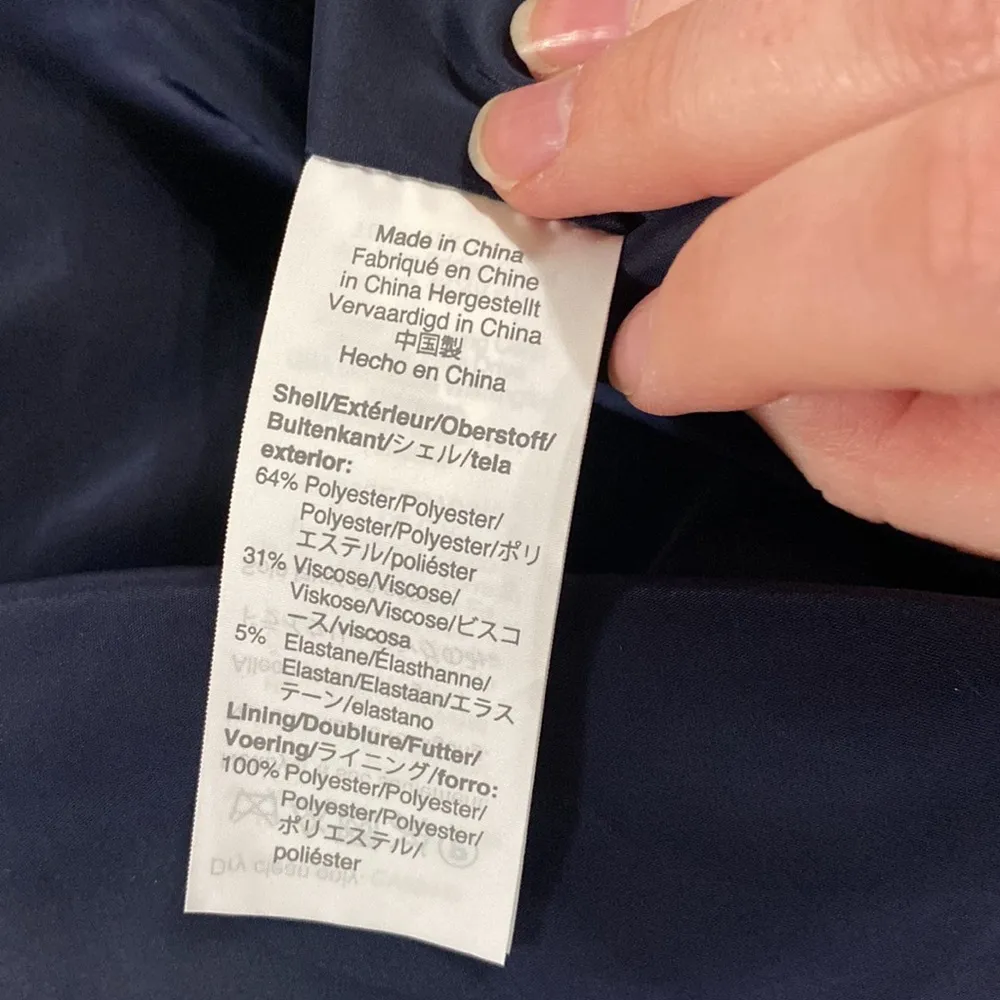 Made in China
Fabriqué en Chine
in China Hergestellt
Vervaardigd in China
中国製
Hecho en China
Shell/Extérieur/Oberstoff/
Buitenkant/シェル/tela
exterior:
64% Polyester/Polyester/
Polyester/Polyester/ポリ
エステル/poliéster
31% Viscose/Viscose/
Viskose/Viscose/ビスコ
ース/viscosa
5% Elastane/Élasthanne/
Elastan/Elastaan/エラス
テーン/elastano
Lining/Doublure/Futter/
Voering/ライニング/forro:
100% Polyester/Polyester/
Polyester/Polyester/
ポリエステル/
poliéster
Dry clean only